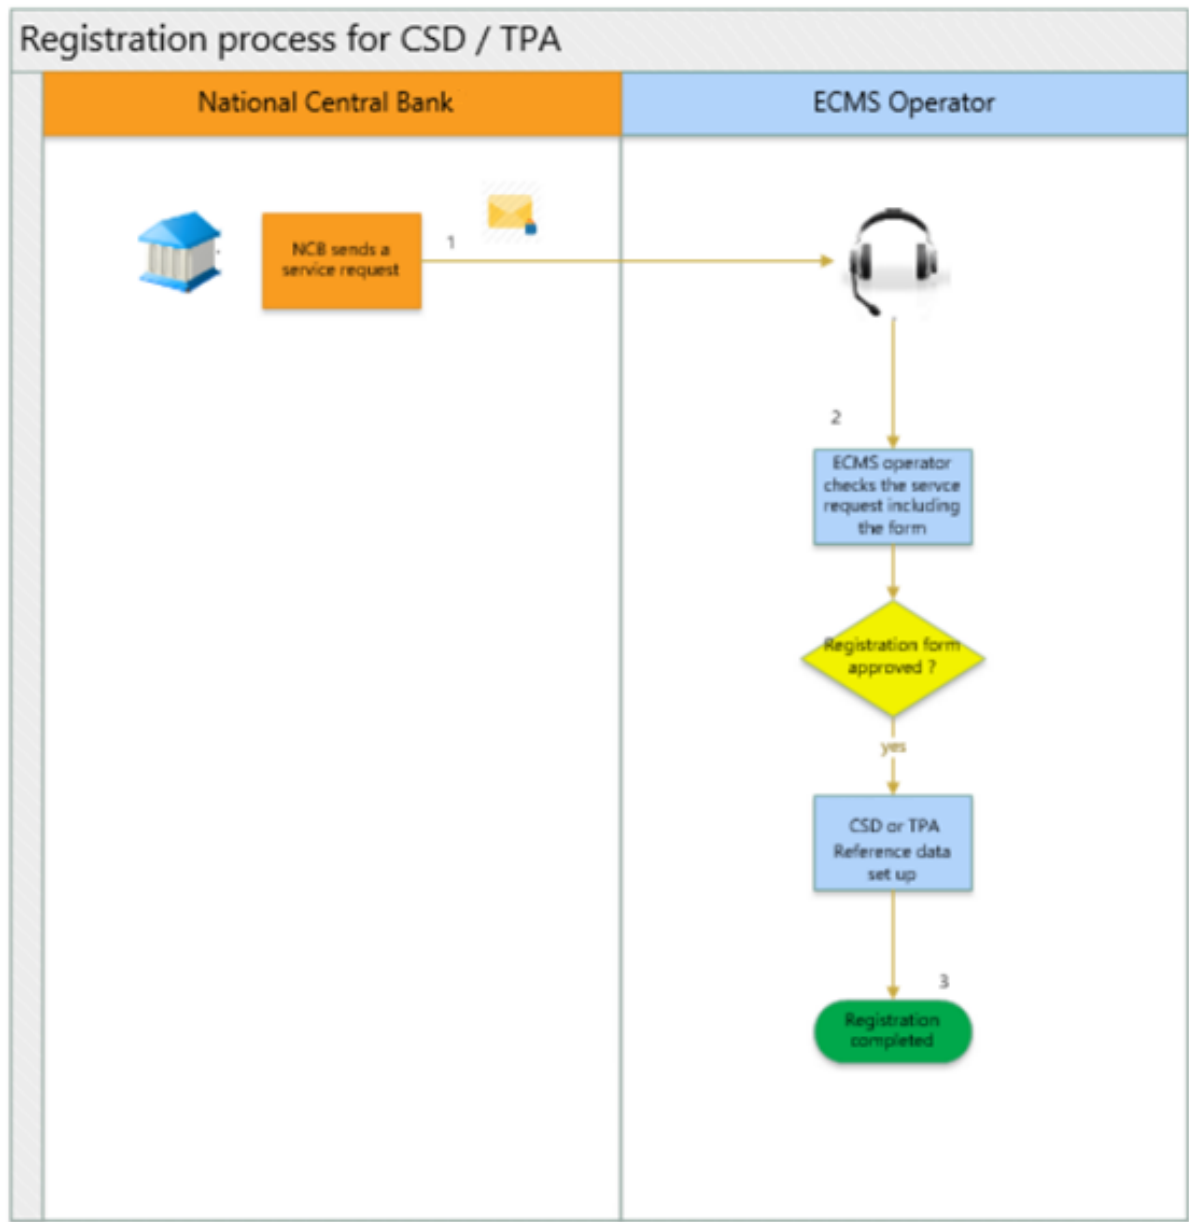 Registration process for CSD / TPA
National Central Bank
ECMS Operator
NCB sends a
service request
1
2
ECMS operator
checks the servce
request including
the form
Registration form
approved ?
yes
CSD or TPA
Reference data
set up
3
Registration
completed